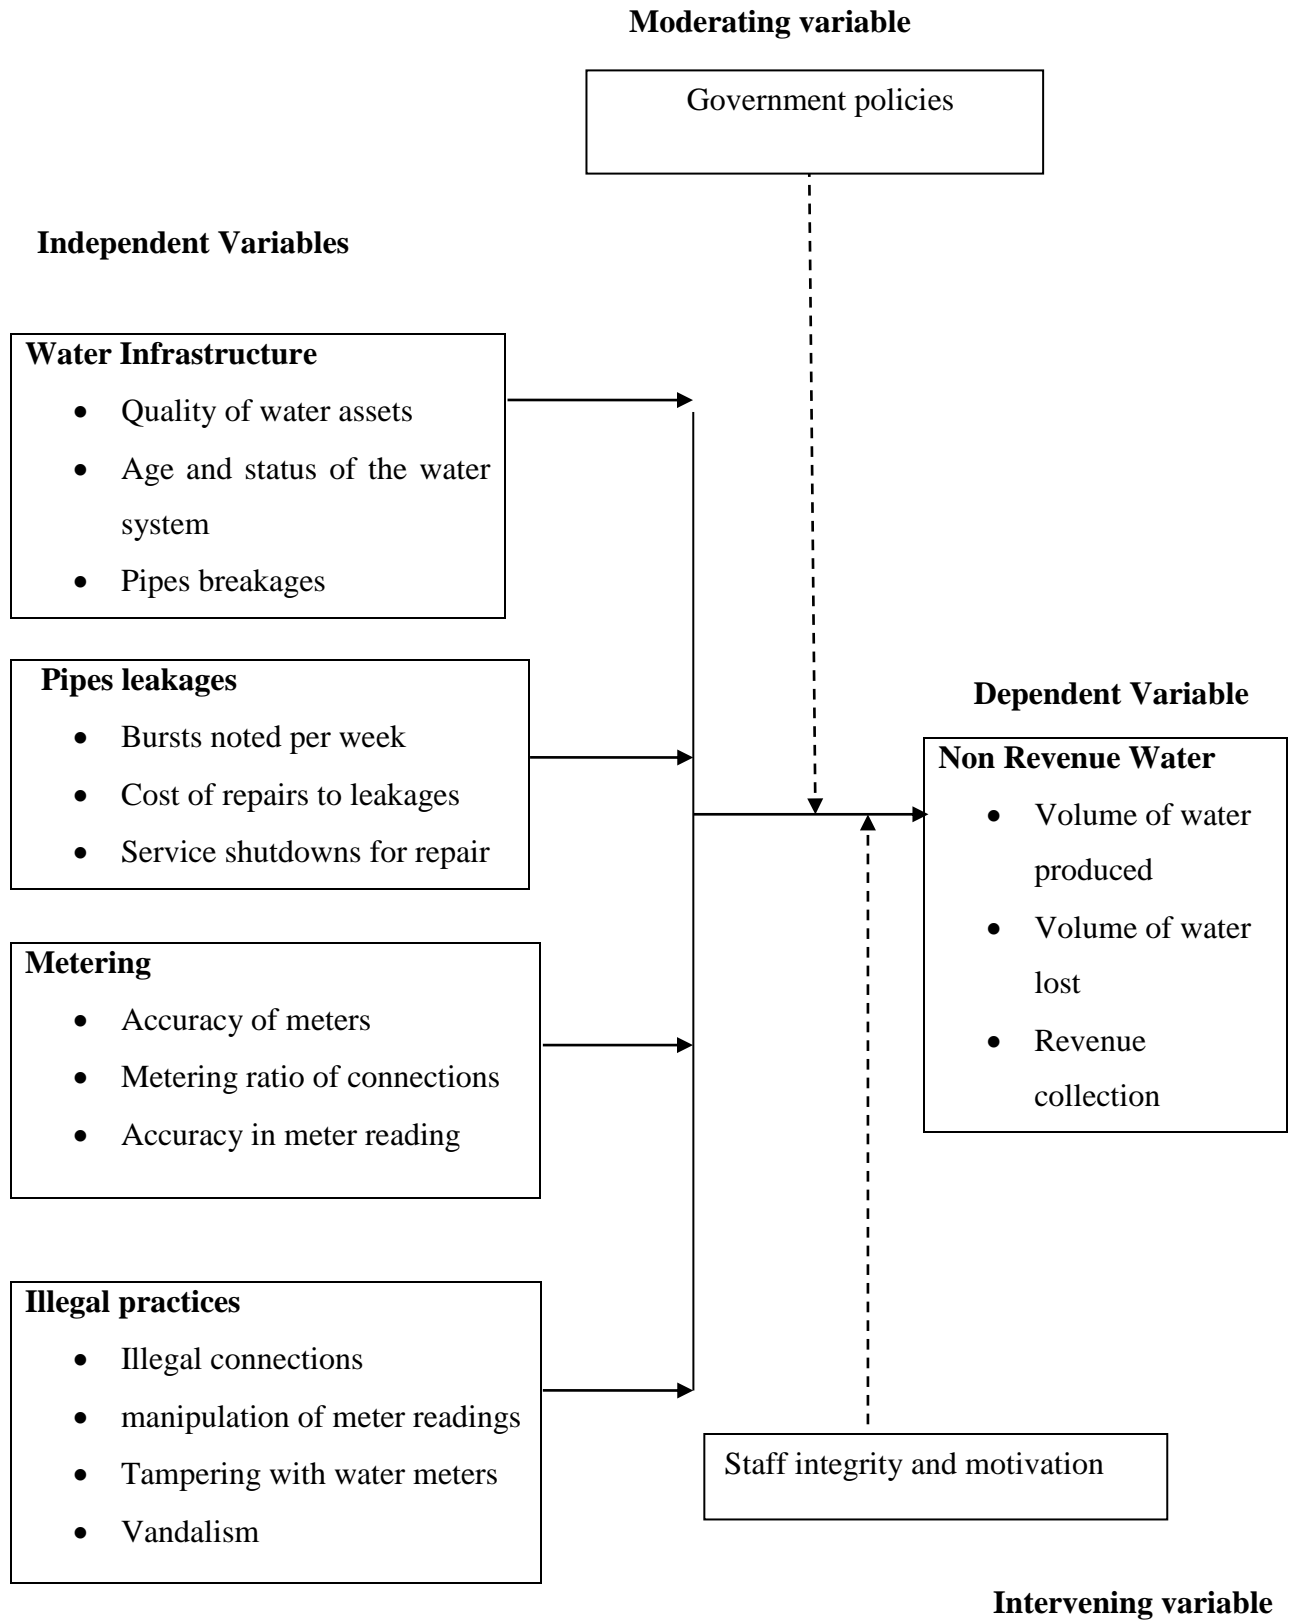 Moderating variable
Government policies
Independent Variables
Water Infrastructure
• Quality of water assets
• Age and status of the water
system
• Pipes breakages
Pipes leakages
• Bursts noted per week
• Cost of repairs to leakages
• Service shutdowns for repair
Metering
• Accuracy of meters
• Metering ratio of connections
• Accuracy in meter reading
Illegal practices
• Illegal connections
• manipulation of meter readings
• Tampering with water meters
• Vandalism
Dependent Variable
Non Revenue Water
• Volume of water
produced
• Volume of water
lost
• Revenue
collection
Staff integrity and motivation
Intervening variable